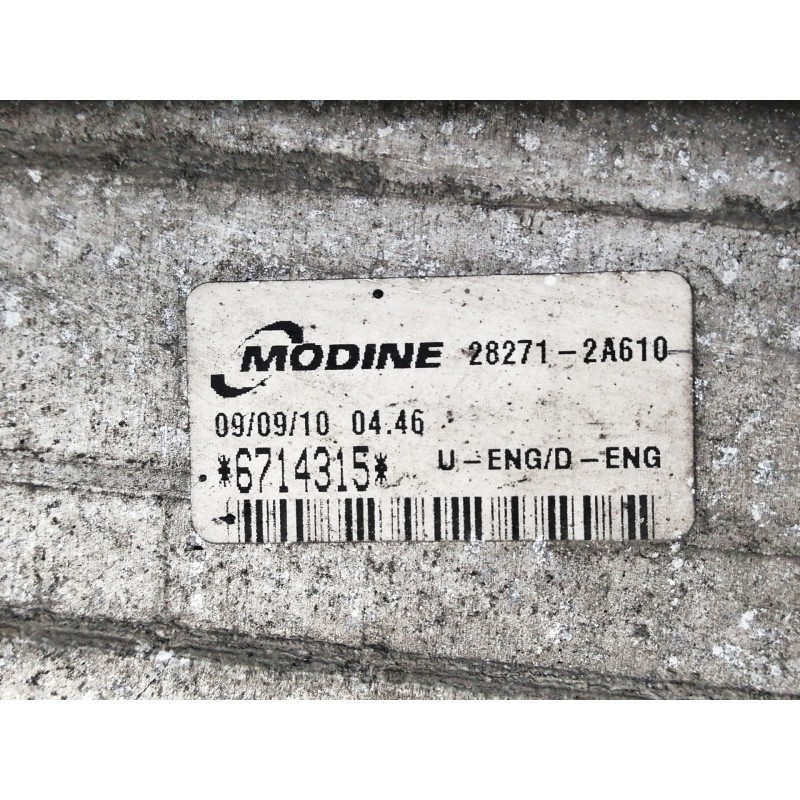 MODINE 28271-2A610
09/09/10 04.46
*6714315* U-ENG/D-ENG